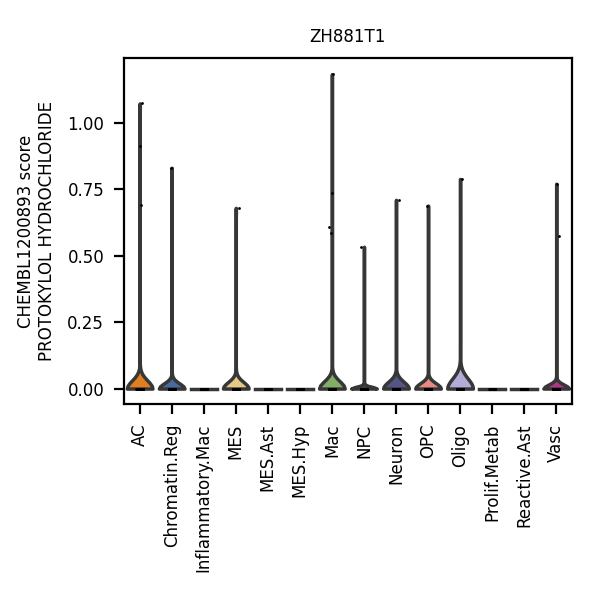 ZH881T1
CHEMBL1200893 score
PROTOKYLOL HYDROCHLORIDE
1.00
0.75
0.50
0.25
0.00
AC
Chromatin.Reg
Inflammatory.Mac
MES
MES.Ast
MES.Hyp
Mac
NPC
Neuron
OPC
Oligo
Prolif.Metab
Reactive.Ast
Vasc